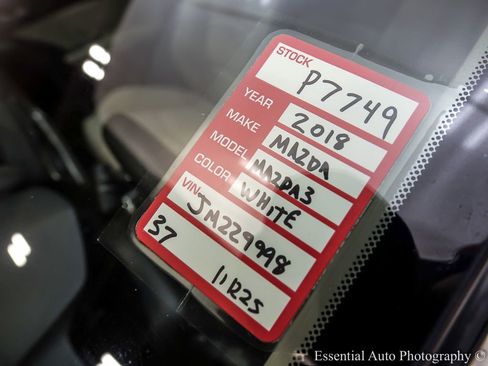 STOCK P7749
YEAR 2018
MAKE MAZDA
MODEL MAZDA3
COLOR WHITE
VIN JM229998
37 11R25
Essential Auto Photography ©